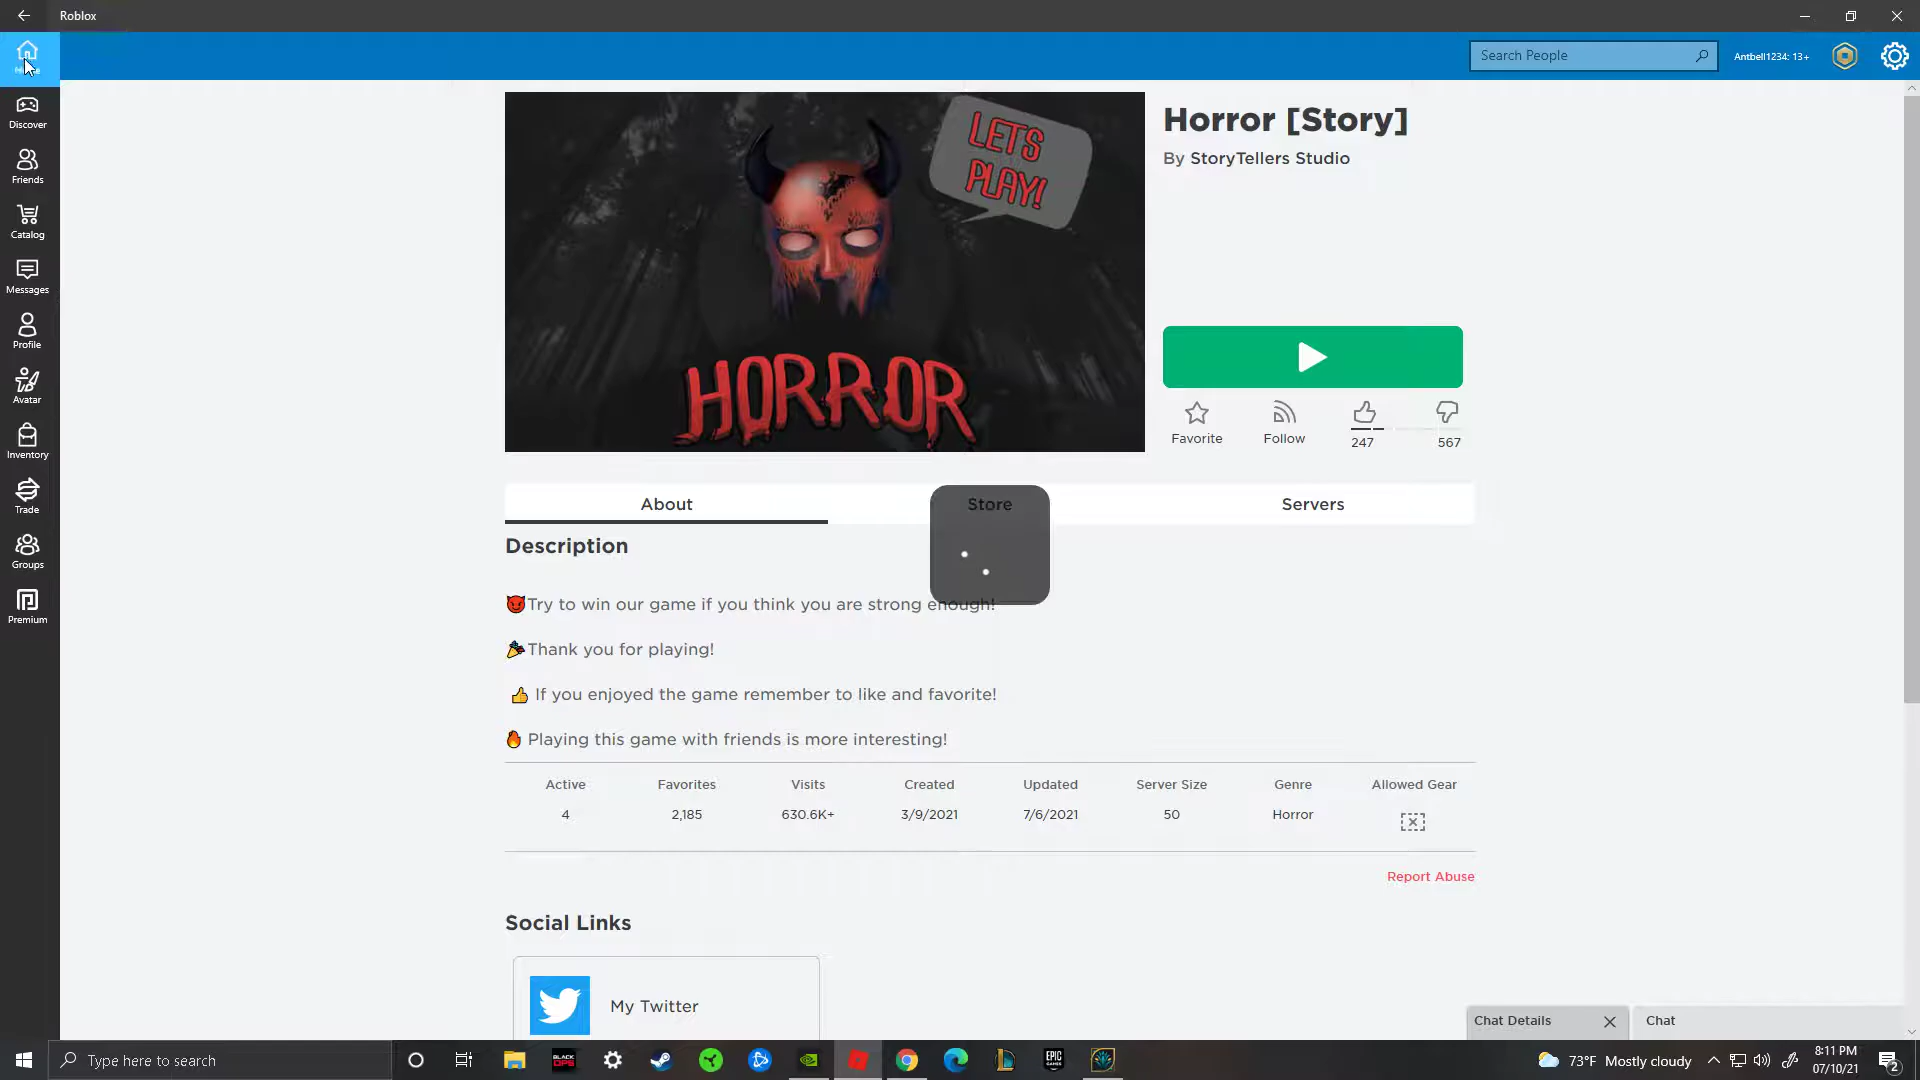 Roblox
Search People
Antbell1234: 13+
Discover
Friends
Catalog
Messages
Profile
Avatar
Inventory
Trade
Groups
Premium
LETS
PLAY!
HORROR
Horror [Story]
By StoryTellers Studio
Favorite
Follow
247
567
About
Store
Servers
Description
😈Try to win our game if you think you are strong enough!
🎉Thank you for playing!
👍 If you enjoyed the game remember to like and favorite!
🔥 Playing this game with friends is more interesting!
Active Favorites Visits Created Updated Server Size Genre Allowed Gear
4 2,185 630.6K+ 3/9/2021 7/6/2021 50 Horror
Report Abuse
Social Links
My Twitter
Chat Details
Chat
Type here to search
BLACK OPS
EPIC GAMES
73°F Mostly cloudy
8:11 PM
07/10/21
2